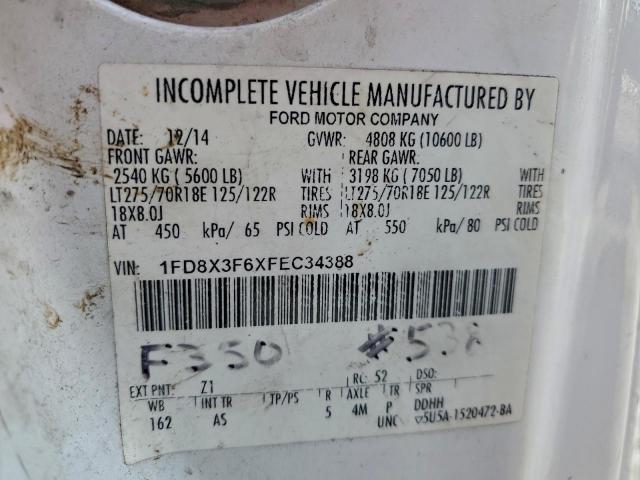 INCOMPLETE VEHICLE MANUFACTURED BY
FORD MOTOR COMPANY
DATE: 12/14 GVWR: 4808 KG (10600 LB)
FRONT GAWR: REAR GAWR:
2540 KG ( 5600 LB) WITH 3198 KG ( 7050 LB) WITH
LT275/70R18E 125/122R TIRES LT275/70R18E 125/122R TIRES
18X8.0J RIMS 18X8.0J RIMS
AT 450 kPa/ 65 PSI COLD AT 550 kPa/ 80 PSI COLD
VIN: 1FD8X3F6XFEC34388
F350 #538
EXT PNT: Z1 RC: 52 DSO:
WB INT TR TP/PS R AXLE TR SPR
162 AS 5 4M P DDHH
UNC 5U5A-1520472-BA